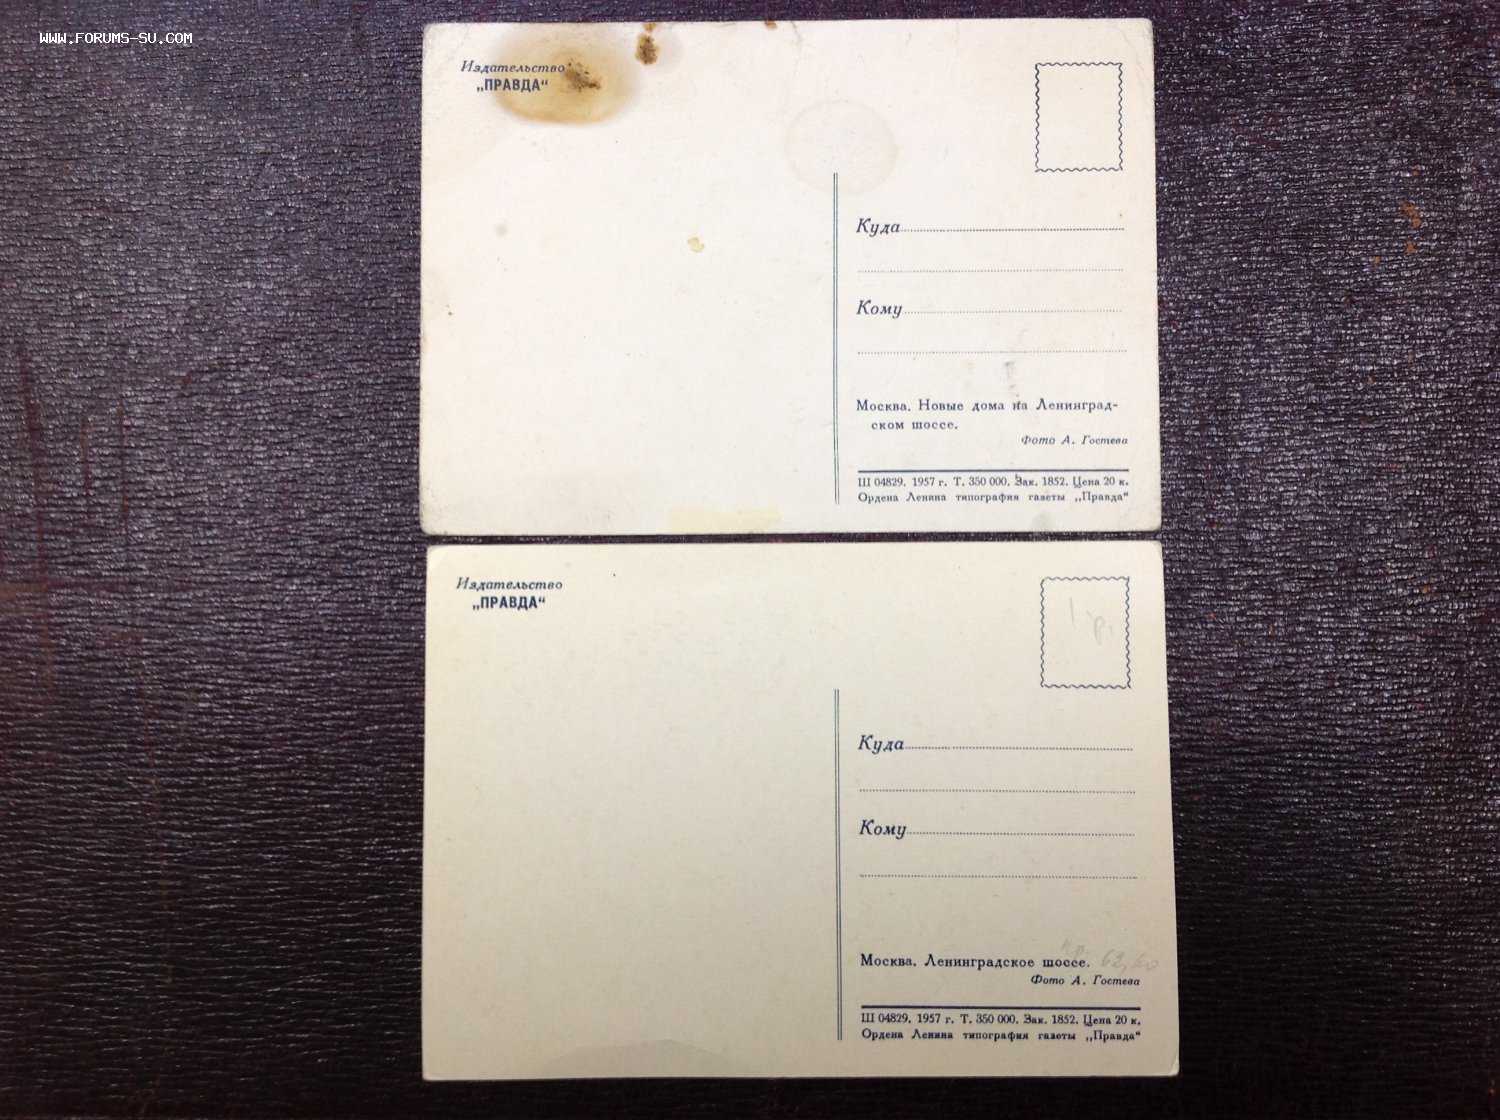 WWW.FORUMS-SU.COM
Издательство
„ПРАВДА“
Куда
Кому
Москва. Новые дома на Ленинград-
ском шоссе.
Фото А. Гостева
Ш 04829. 1957 г. Т. 350 000. Зак. 1852. Цена 20 к.
Ордена Ленина типография газеты „Правда“
Издательство
„ПРАВДА“
1 р.
Куда
Кому
Москва. Ленинградское шоссе.
Фото А. Гостева
Ш 04829. 1957 г. Т. 350 000. Зак. 1852. Цена 20 к.
Ордена Ленина типография газеты „Правда“